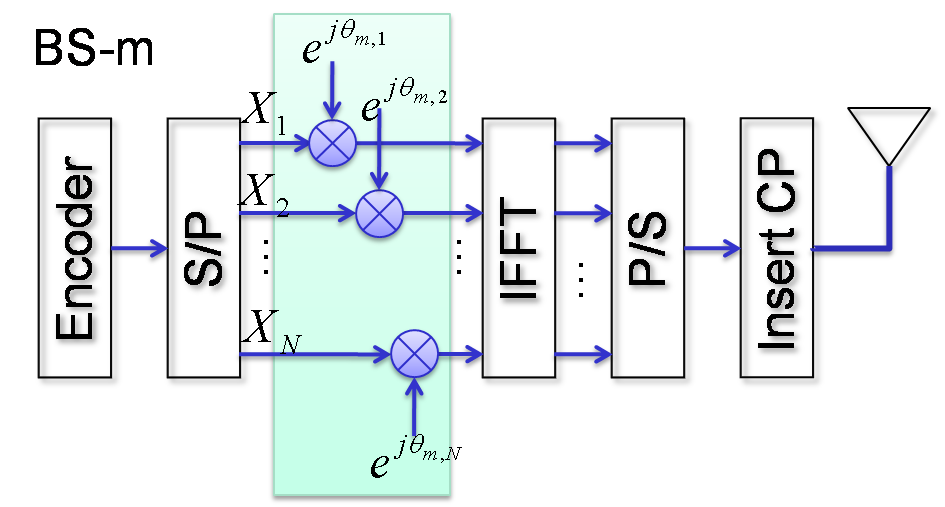 BS-m
e^{jθ_{m,1}}
e^{jθ_{m,2}}
X_1
X_2
⋮
X_N
e^{jθ_{m,N}}
Encoder
S/P
⋮
IFFT
⋮
P/S
Insert CP